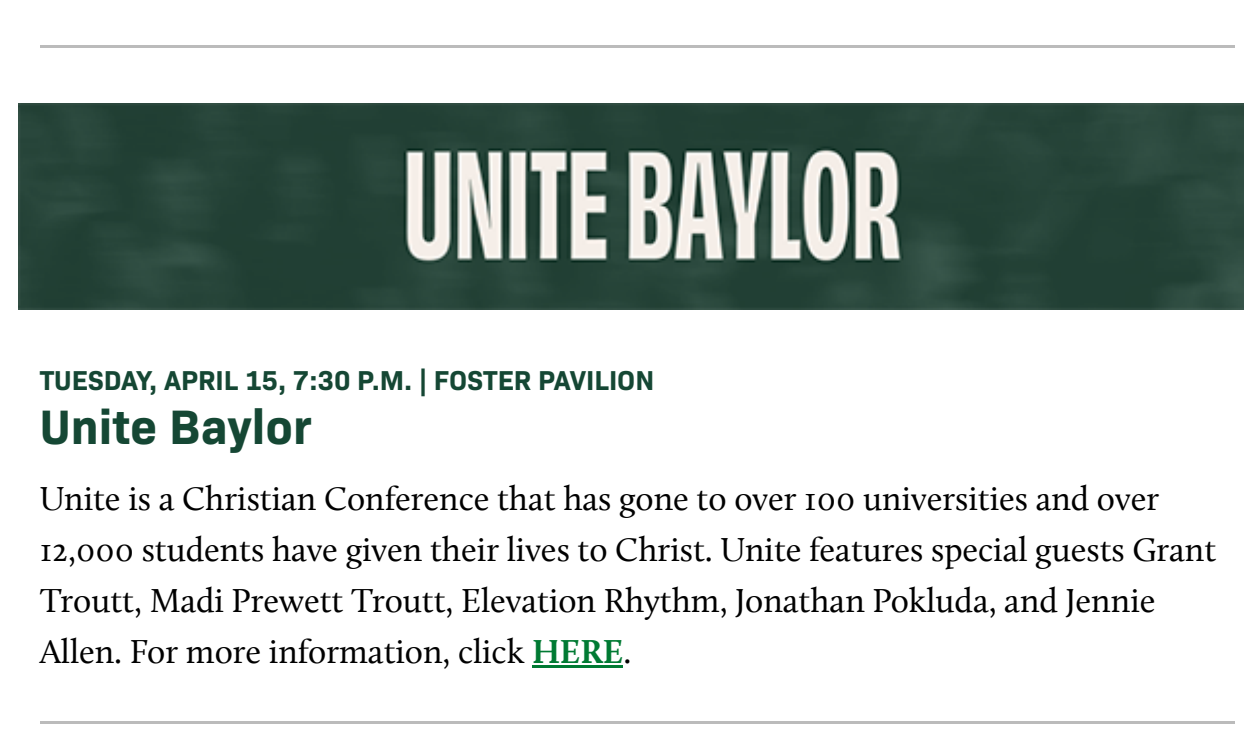 UNITE BAYLOR
TUESDAY, APRIL 15, 7:30 P.M. | FOSTER PAVILION
Unite Baylor
Unite is a Christian Conference that has gone to over 100 universities and over
12,000 students have given their lives to Christ. Unite features special guests Grant
Troutt, Madi Prewett Troutt, Elevation Rhythm, Jonathan Pokluda, and Jennie
Allen. For more information, click HERE.